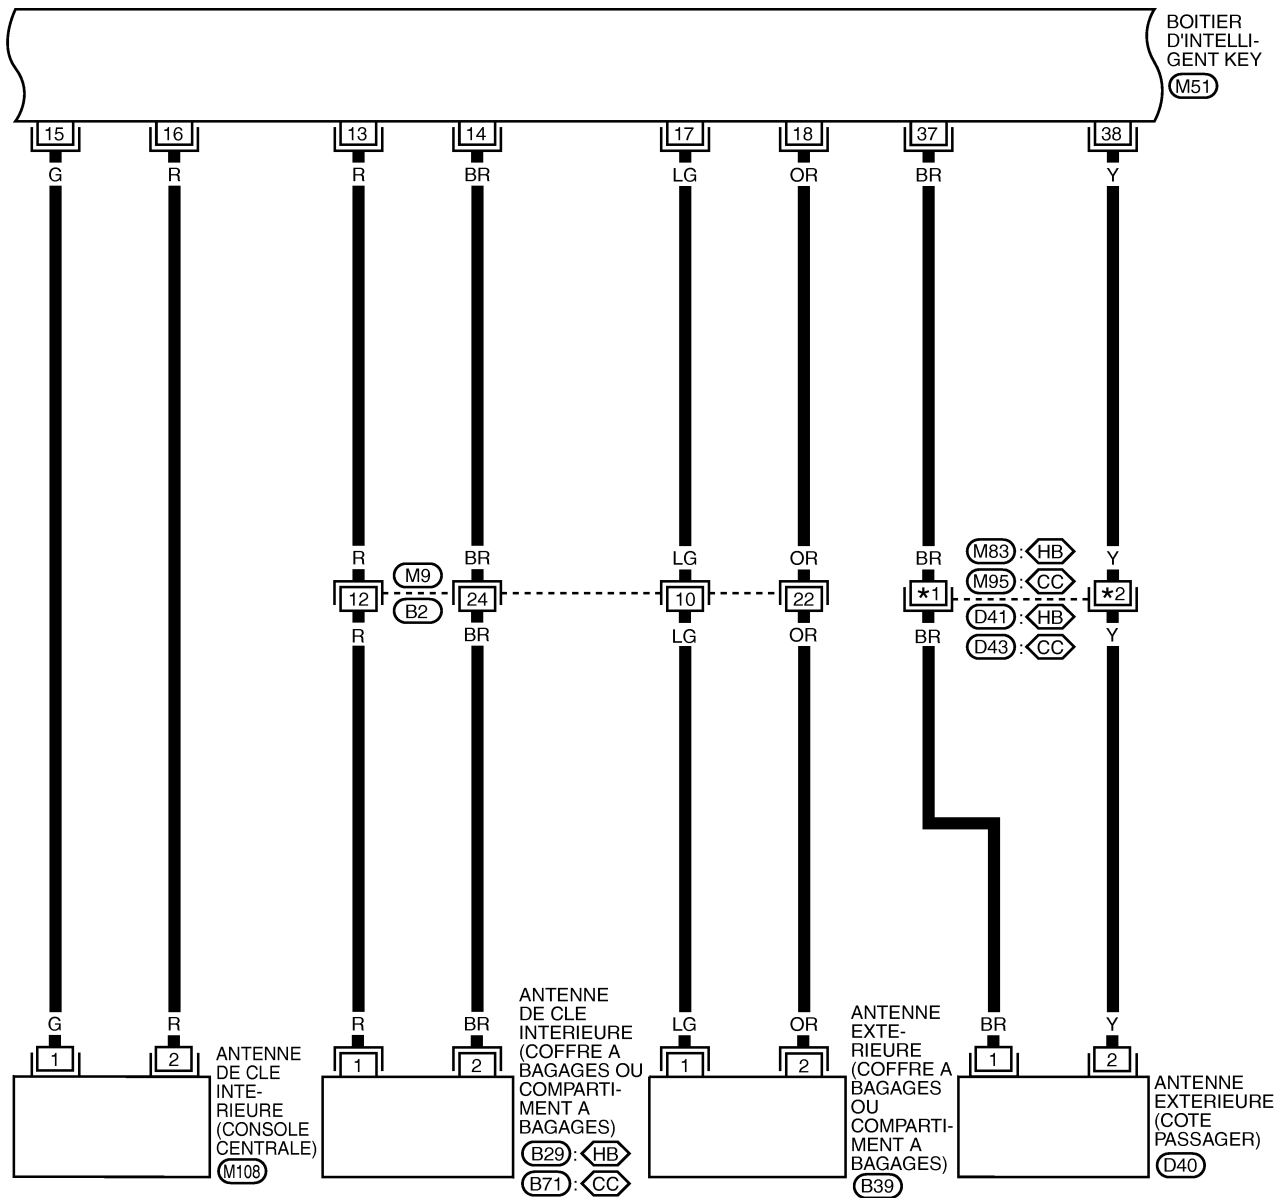 BOITIER
D'INTELLI-
GENT KEY
M51
15 16 13 14 17 18 37 38
G R R BR LG OR BR Y
R BR LG OR BR Y
M83 : HB
M95 : CC
M9
12 24 10 22 *1 *2
B2
D41 : HB
D43 : CC
R BR LG OR BR Y
G R R BR LG OR BR Y
1 2 1 2 1 2 1 2
ANTENNE
DE CLE
INTE-
RIEURE
(CONSOLE
CENTRALE)
M108
ANTENNE
DE CLE
INTERIEURE
(COFFRE A
BAGAGES OU
COMPARTI-
MENT A
BAGAGES)
B29 : HB
B71 : CC
ANTENNE
EXTE-
RIEURE
(COFFRE A
BAGAGES
OU
COMPARTI-
MENT A
BAGAGES)
B39
ANTENNE
EXTERIEURE
(COTE
PASSAGER)
D40